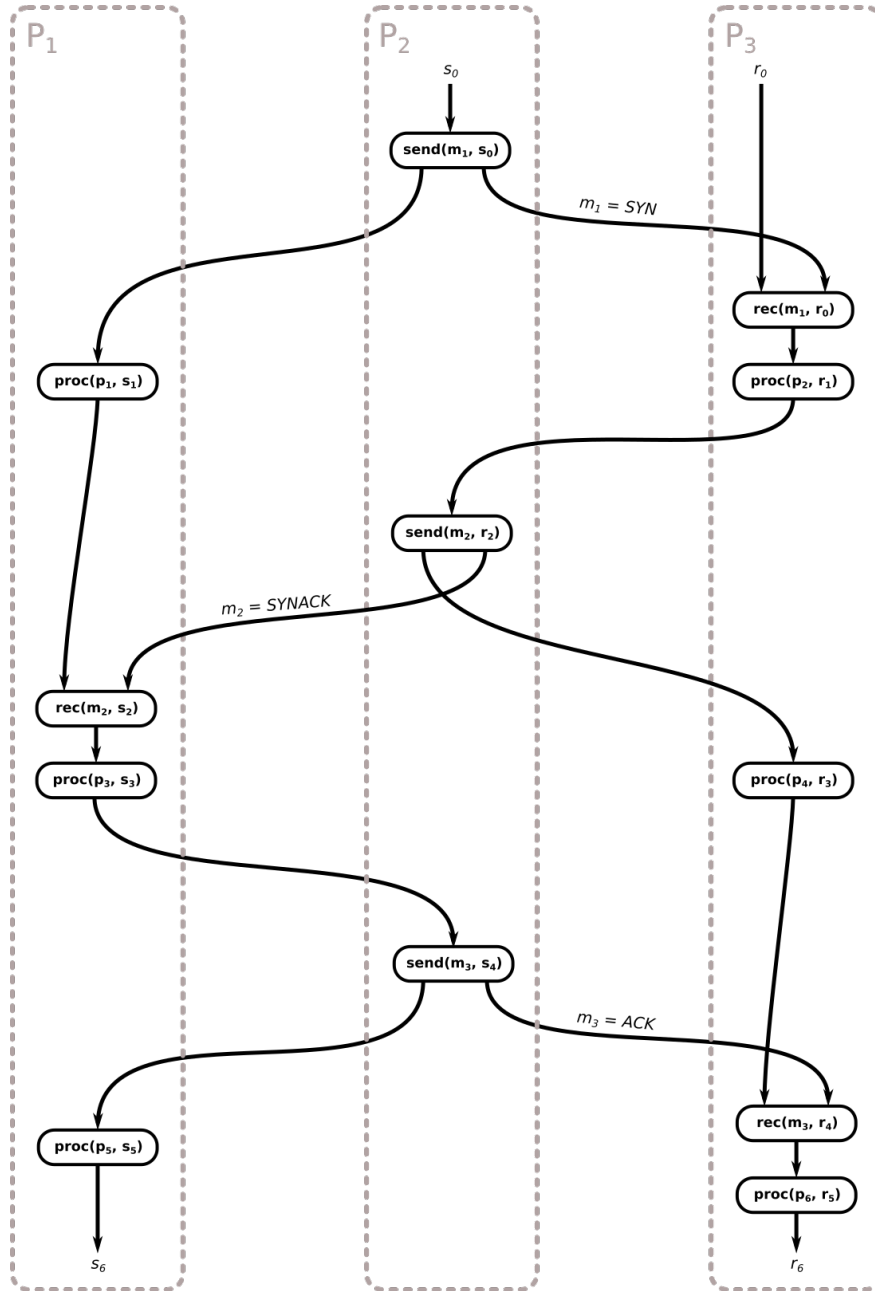 P₁
P₂
P₃
s₀
r₀
send(m₁, s₀)
m₁ = SYN
rec(m₁, r₀)
proc(p₁, s₁)
proc(p₂, r₁)
send(m₂, r₂)
m₂ = SYNACK
rec(m₂, s₂)
proc(p₃, s₃)
proc(p₄, r₃)
send(m₃, s₄)
m₃ = ACK
rec(m₃, r₄)
proc(p₅, s₅)
proc(p₆, r₅)
s₆
r₆